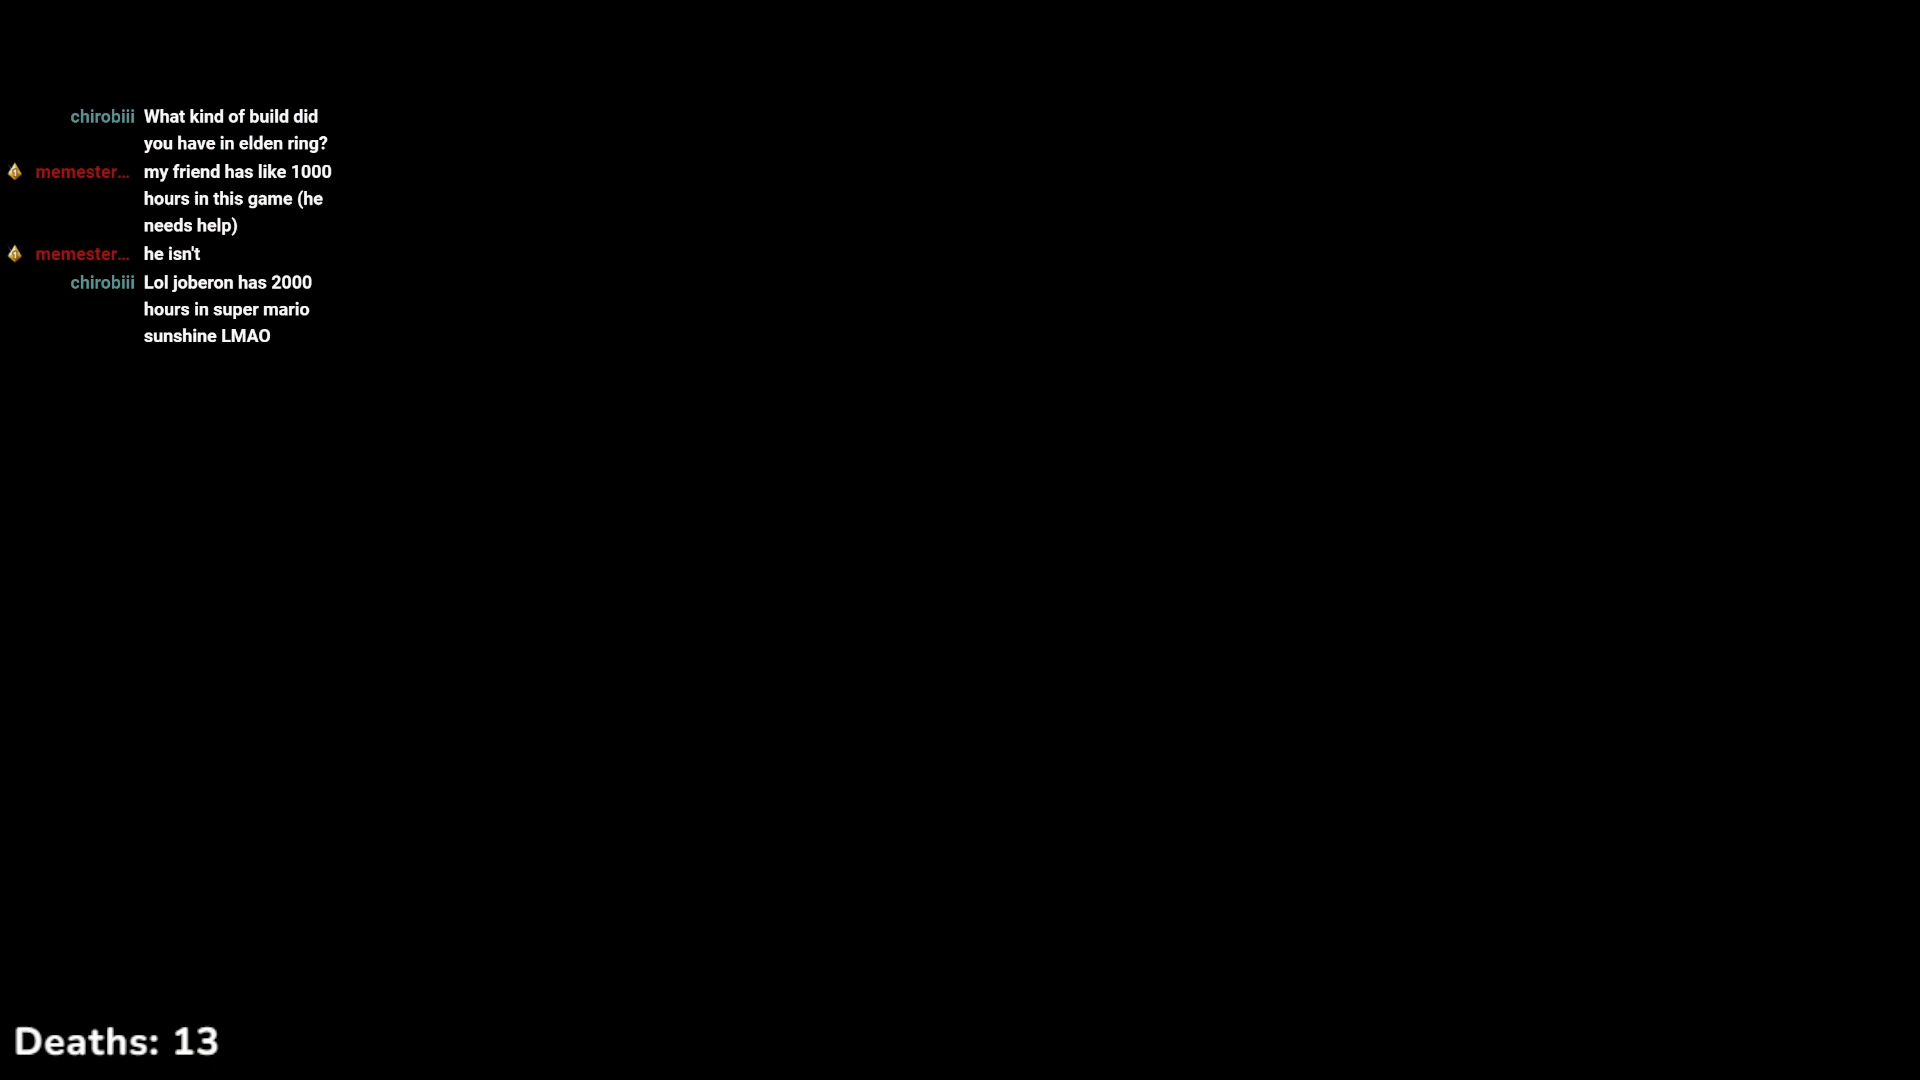 chirobiii What kind of build did
you have in elden ring?
memester... my friend has like 1000
hours in this game (he
needs help)
memester... he isn't
chirobiii Lol joberon has 2000
hours in super mario
sunshine LMAO
Deaths: 13